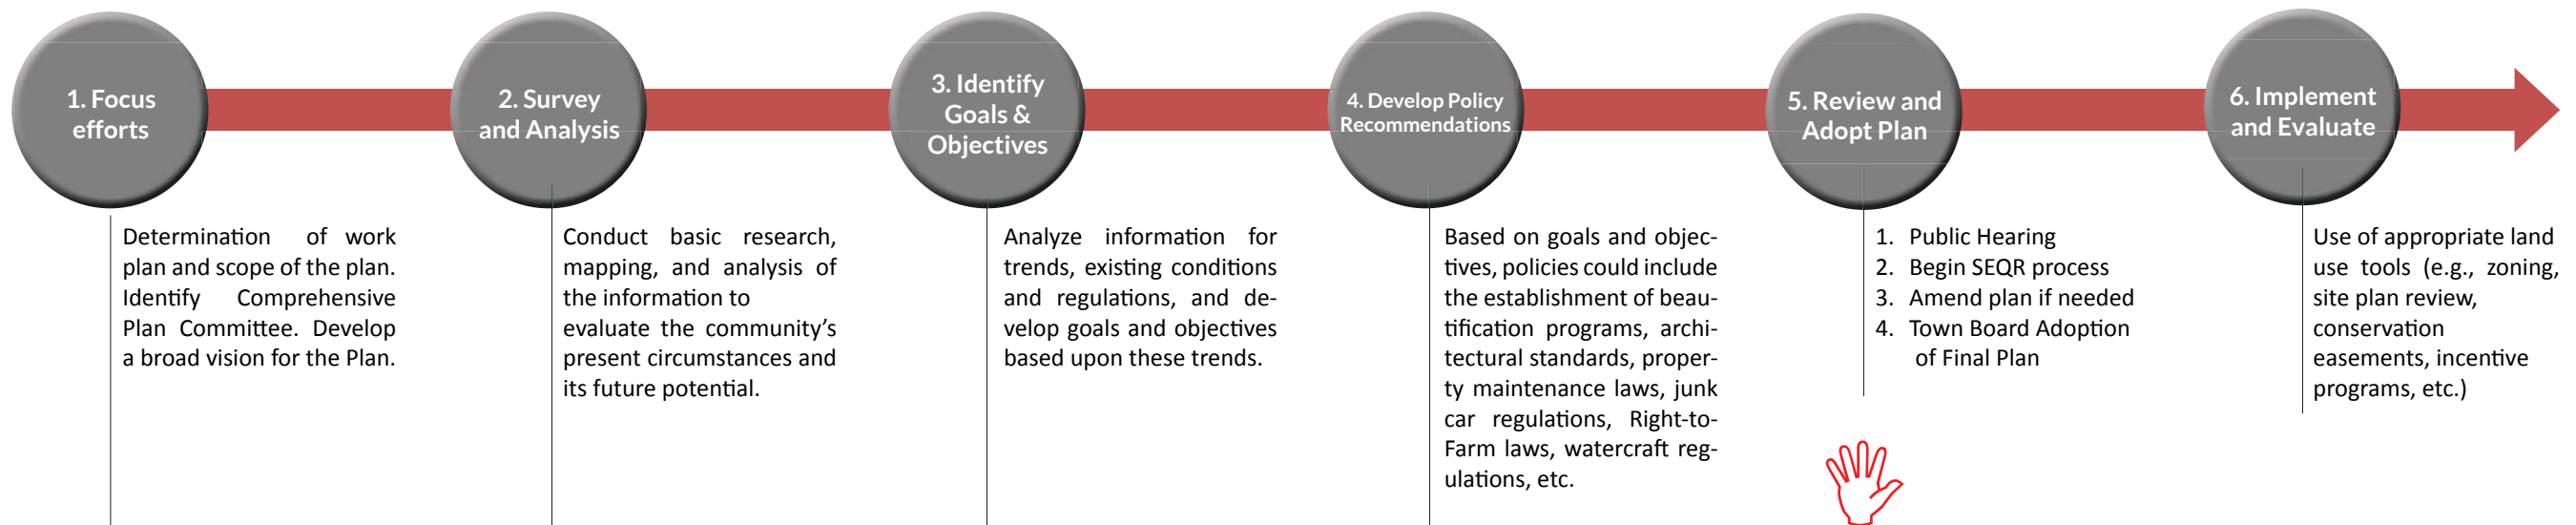 1. Focus
efforts
2. Survey
and Analysis
3. Identify
Goals &
Objectives
4. Develop Policy
Recommendations
5. Review and
Adopt Plan
6. Implement
and Evaluate
Determination of work
plan and scope of the plan.
Identify Comprehensive
Plan Committee. Develop
a broad vision for the Plan.
Conduct basic research,
mapping, and analysis of
the information to
evaluate the community’s
present circumstances and
its future potential.
Analyze information for
trends, existing conditions
and regulations, and de-
velop goals and objectives
based upon these trends.
Based on goals and objec-
tives, policies could include
the establishment of beau-
tification programs, archi-
tectural standards, proper-
ty maintenance laws, junk
car regulations, Right-to-
Farm laws, watercraft reg-
ulations, etc.
1. Public Hearing
2. Begin SEQR process
3. Amend plan if needed
4. Town Board Adoption
of Final Plan
Use of appropriate land
use tools (e.g., zoning,
site plan review,
conservation
easements, incentive
programs, etc.)